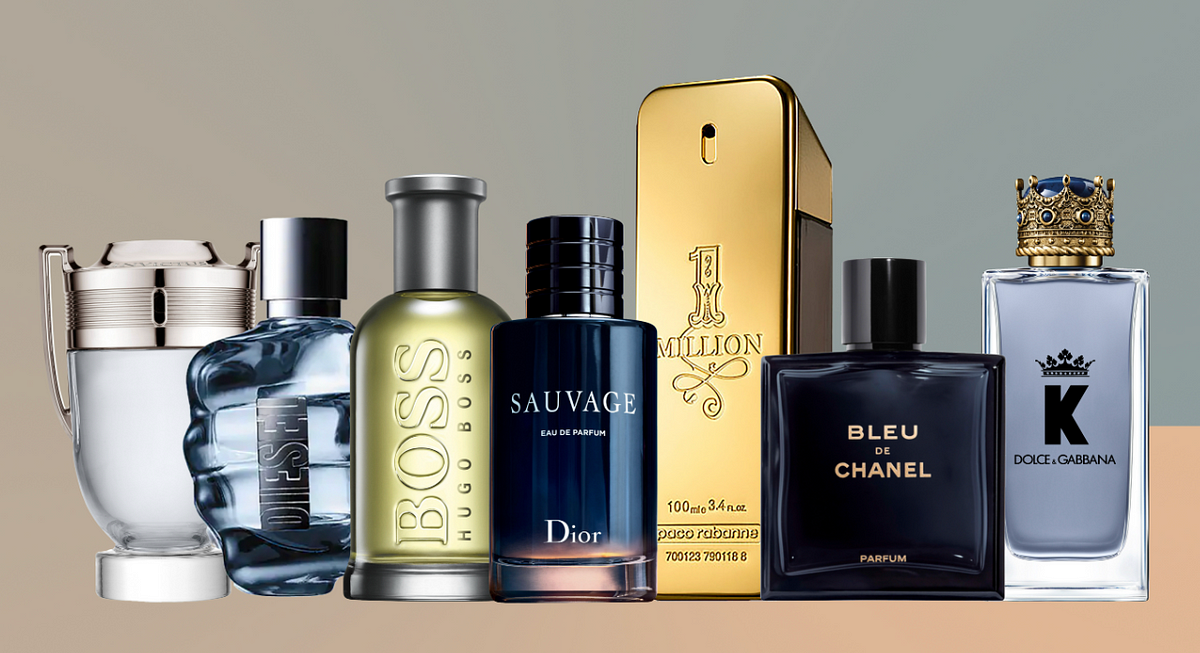 INVICTUS
DIESEL
BOSS
HUGO BOSS
SAUVAGE
EAU DE PARFUM
Dior
1
MILLION
100ml℮ 3.4 FL.OZ.
paco rabanne
700123 790118 8
BLEU
DE
CHANEL
PARFUM
K
DOLCE & GABBANA